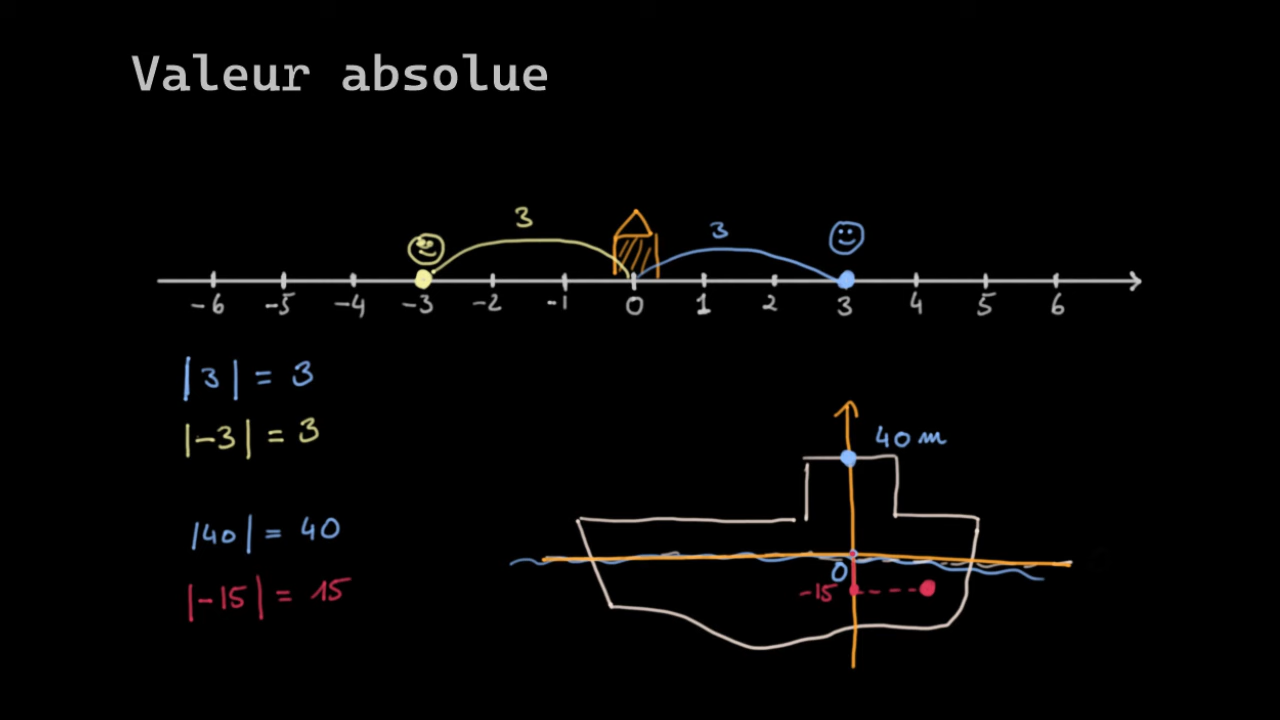 Valeur absolue
3 3
-6 -5 -4 -3 -2 -1 0 1 2 3 4 5 6
|3| = 3
|-3| = 3
40 m
|40| = 40
0
|-15| = 15
-15